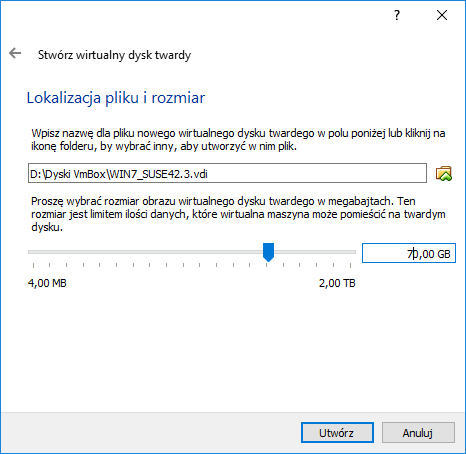 ?
Stwórz wirtualny dysk twardy
Lokalizacja pliku i rozmiar
Wpisz nazwę dla pliku nowego wirtualnego dysku twardego w polu poniżej lub kliknij na
ikonę folderu, by wybrać inny, aby utworzyć w nim plik.
D:\Dyski VmBox\WIN7_SUSE42.3.vdi
Proszę wybrać rozmiar obrazu wirtualnego dysku twardego w megabajtach. Ten
rozmiar jest limitem ilości danych, które wirtualna maszyna może pomieścić na twardym
dysku.
70,00 GB
4,00 MB 2,00 TB
Utwórz Anuluj